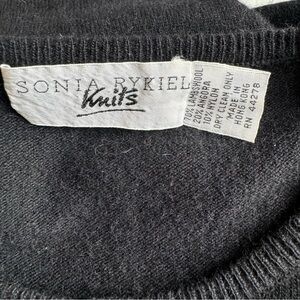 SONIA RYKIEL
Knits
70% LAMBSWOOL
20% ANGORA
10% NYLON
DRY CLEAN ONLY
MADE IN
HONG KONG
RN 44278